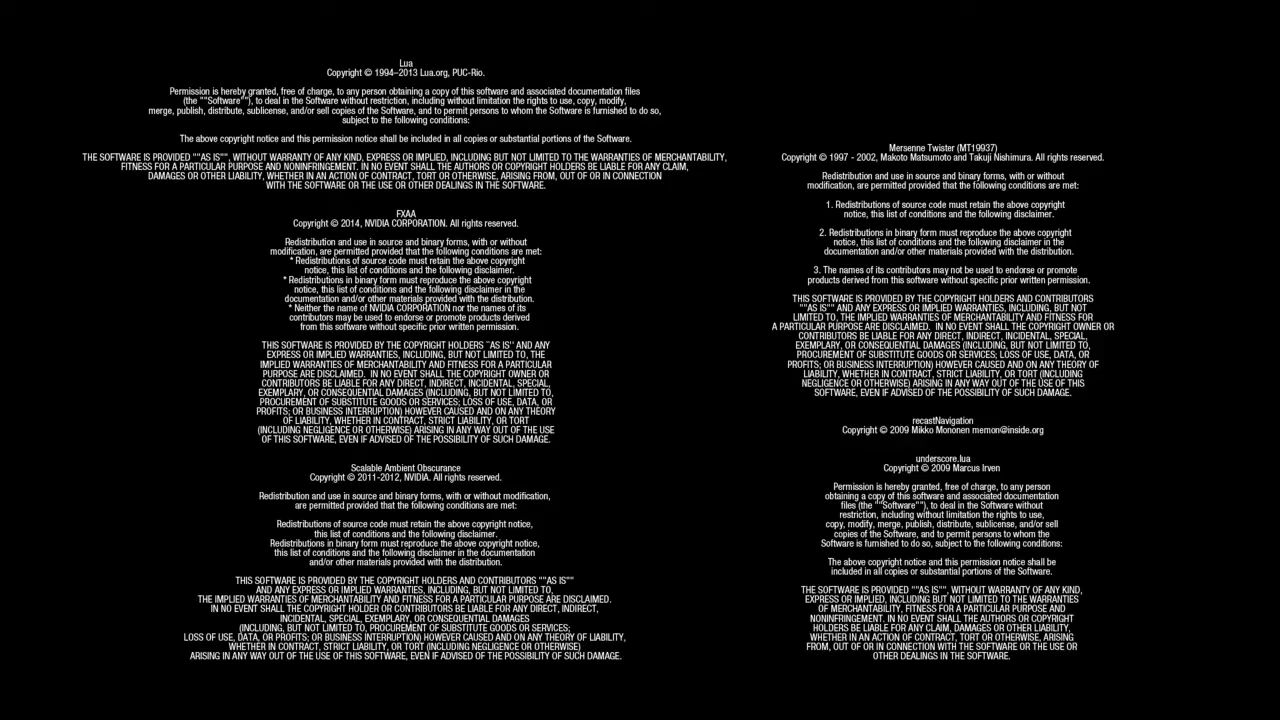 Lua
Copyright © 1994–2013 Lua.org, PUC-Rio.
Permission is hereby granted, free of charge, to any person obtaining a copy of this software and associated documentation files
(the ""Software""), to deal in the Software without restriction, including without limitation the rights to use, copy, modify,
merge, publish, distribute, sublicense, and/or sell copies of the Software, and to permit persons to whom the Software is furnished to do so,
subject to the following conditions:
The above copyright notice and this permission notice shall be included in all copies or substantial portions of the Software.
THE SOFTWARE IS PROVIDED ""AS IS"", WITHOUT WARRANTY OF ANY KIND, EXPRESS OR IMPLIED, INCLUDING BUT NOT LIMITED TO THE WARRANTIES OF MERCHANTABILITY,
FITNESS FOR A PARTICULAR PURPOSE AND NONINFRINGEMENT. IN NO EVENT SHALL THE AUTHORS OR COPYRIGHT HOLDERS BE LIABLE FOR ANY CLAIM,
DAMAGES OR OTHER LIABILITY, WHETHER IN AN ACTION OF CONTRACT, TORT OR OTHERWISE, ARISING FROM, OUT OF OR IN CONNECTION
WITH THE SOFTWARE OR THE USE OR OTHER DEALINGS IN THE SOFTWARE.
FXAA
Copyright © 2014, NVIDIA CORPORATION. All rights reserved.
Redistribution and use in source and binary forms, with or without
modification, are permitted provided that the following conditions are met:
* Redistributions of source code must retain the above copyright
notice, this list of conditions and the following disclaimer.
* Redistributions in binary form must reproduce the above copyright
notice, this list of conditions and the following disclaimer in the
documentation and/or other materials provided with the distribution.
* Neither the name of NVIDIA CORPORATION nor the names of its
contributors may be used to endorse or promote products derived
from this software without specific prior written permission.
THIS SOFTWARE IS PROVIDED BY THE COPYRIGHT HOLDERS ``AS IS'' AND ANY
EXPRESS OR IMPLIED WARRANTIES, INCLUDING, BUT NOT LIMITED TO, THE
IMPLIED WARRANTIES OF MERCHANTABILITY AND FITNESS FOR A PARTICULAR
PURPOSE ARE DISCLAIMED.  IN NO EVENT SHALL THE COPYRIGHT OWNER OR
CONTRIBUTORS BE LIABLE FOR ANY DIRECT, INDIRECT, INCIDENTAL, SPECIAL,
EXEMPLARY, OR CONSEQUENTIAL DAMAGES (INCLUDING, BUT NOT LIMITED TO,
PROCUREMENT OF SUBSTITUTE GOODS OR SERVICES; LOSS OF USE, DATA, OR
PROFITS; OR BUSINESS INTERRUPTION) HOWEVER CAUSED AND ON ANY THEORY
OF LIABILITY, WHETHER IN CONTRACT, STRICT LIABILITY, OR TORT
(INCLUDING NEGLIGENCE OR OTHERWISE) ARISING IN ANY WAY OUT OF THE USE
OF THIS SOFTWARE, EVEN IF ADVISED OF THE POSSIBILITY OF SUCH DAMAGE.
Scalable Ambient Obscurance
Copyright © 2011-2012, NVIDIA. All rights reserved.
Redistribution and use in source and binary forms, with or without modification,
are permitted provided that the following conditions are met:
Redistributions of source code must retain the above copyright notice,
this list of conditions and the following disclaimer.
Redistributions in binary form must reproduce the above copyright notice,
this list of conditions and the following disclaimer in the documentation
and/or other materials provided with the distribution.
THIS SOFTWARE IS PROVIDED BY THE COPYRIGHT HOLDERS AND CONTRIBUTORS ""AS IS""
AND ANY EXPRESS OR IMPLIED WARRANTIES, INCLUDING, BUT NOT LIMITED TO,
THE IMPLIED WARRANTIES OF MERCHANTABILITY AND FITNESS FOR A PARTICULAR PURPOSE ARE DISCLAIMED.
IN NO EVENT SHALL THE COPYRIGHT HOLDER OR CONTRIBUTORS BE LIABLE FOR ANY DIRECT, INDIRECT,
INCIDENTAL, SPECIAL, EXEMPLARY, OR CONSEQUENTIAL DAMAGES
(INCLUDING, BUT NOT LIMITED TO, PROCUREMENT OF SUBSTITUTE GOODS OR SERVICES;
LOSS OF USE, DATA, OR PROFITS; OR BUSINESS INTERRUPTION) HOWEVER CAUSED AND ON ANY THEORY OF LIABILITY,
WHETHER IN CONTRACT, STRICT LIABILITY, OR TORT (INCLUDING NEGLIGENCE OR OTHERWISE)
ARISING IN ANY WAY OUT OF THE USE OF THIS SOFTWARE, EVEN IF ADVISED OF THE POSSIBILITY OF SUCH DAMAGE.
Mersenne Twister (MT19937)
Copyright © 1997 - 2002, Makoto Matsumoto and Takuji Nishimura. All rights reserved.
Redistribution and use in source and binary forms, with or without
modification, are permitted provided that the following conditions are met:
1. Redistributions of source code must retain the above copyright
notice, this list of conditions and the following disclaimer.
2. Redistributions in binary form must reproduce the above copyright
notice, this list of conditions and the following disclaimer in the
documentation and/or other materials provided with the distribution.
3. The names of its contributors may not be used to endorse or promote
products derived from this software without specific prior written permission.
THIS SOFTWARE IS PROVIDED BY THE COPYRIGHT HOLDERS AND CONTRIBUTORS
""AS IS"" AND ANY EXPRESS OR IMPLIED WARRANTIES, INCLUDING, BUT NOT
LIMITED TO, THE IMPLIED WARRANTIES OF MERCHANTABILITY AND FITNESS FOR
A PARTICULAR PURPOSE ARE DISCLAIMED.  IN NO EVENT SHALL THE COPYRIGHT OWNER OR
CONTRIBUTORS BE LIABLE FOR ANY DIRECT, INDIRECT, INCIDENTAL, SPECIAL,
EXEMPLARY, OR CONSEQUENTIAL DAMAGES (INCLUDING, BUT NOT LIMITED TO,
PROCUREMENT OF SUBSTITUTE GOODS OR SERVICES; LOSS OF USE, DATA, OR
PROFITS; OR BUSINESS INTERRUPTION) HOWEVER CAUSED AND ON ANY THEORY OF
LIABILITY, WHETHER IN CONTRACT, STRICT LIABILITY, OR TORT (INCLUDING
NEGLIGENCE OR OTHERWISE) ARISING IN ANY WAY OUT OF THE USE OF THIS
SOFTWARE, EVEN IF ADVISED OF THE POSSIBILITY OF SUCH DAMAGE.
recastNavigation
Copyright © 2009 Mikko Mononen memon@inside.org
underscore.lua
Copyright © 2009 Marcus Irven
Permission is hereby granted, free of charge, to any person
obtaining a copy of this software and associated documentation
files (the ""Software""), to deal in the Software without
restriction, including without limitation the rights to use,
copy, modify, merge, publish, distribute, sublicense, and/or sell
copies of the Software, and to permit persons to whom the
Software is furnished to do so, subject to the following conditions:
The above copyright notice and this permission notice shall be
included in all copies or substantial portions of the Software.
THE SOFTWARE IS PROVIDED ""AS IS"", WITHOUT WARRANTY OF ANY KIND,
EXPRESS OR IMPLIED, INCLUDING BUT NOT LIMITED TO THE WARRANTIES
OF MERCHANTABILITY, FITNESS FOR A PARTICULAR PURPOSE AND
NONINFRINGEMENT. IN NO EVENT SHALL THE AUTHORS OR COPYRIGHT
HOLDERS BE LIABLE FOR ANY CLAIM, DAMAGES OR OTHER LIABILITY,
WHETHER IN AN ACTION OF CONTRACT, TORT OR OTHERWISE, ARISING
FROM, OUT OF OR IN CONNECTION WITH THE SOFTWARE OR THE USE OR
OTHER DEALINGS IN THE SOFTWARE.